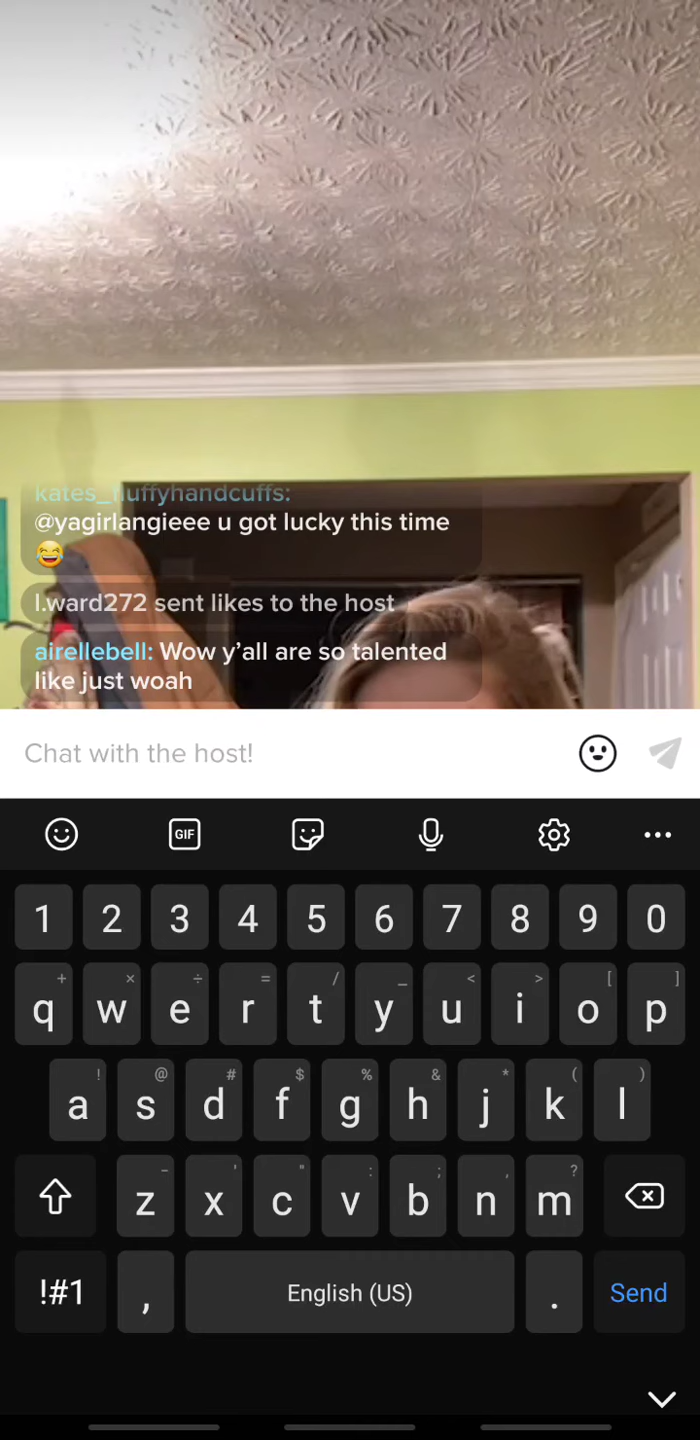 kates_fluffyhandcuffs:
@yagirlangieee u got lucky this time
😂
l.ward272 sent likes to the host
airellebell: Wow y’all are so talented
like just woah
Chat with the host!
GIF
1 2 3 4 5 6 7 8 9 0
+ × ÷ = / _ < > [ ]
q w e r t y u i o p
! @ # $ % & * ( )
a s d f g h j k l
- ' " : ; , ?
z x c v b n m
!#1 , English (US) . Send